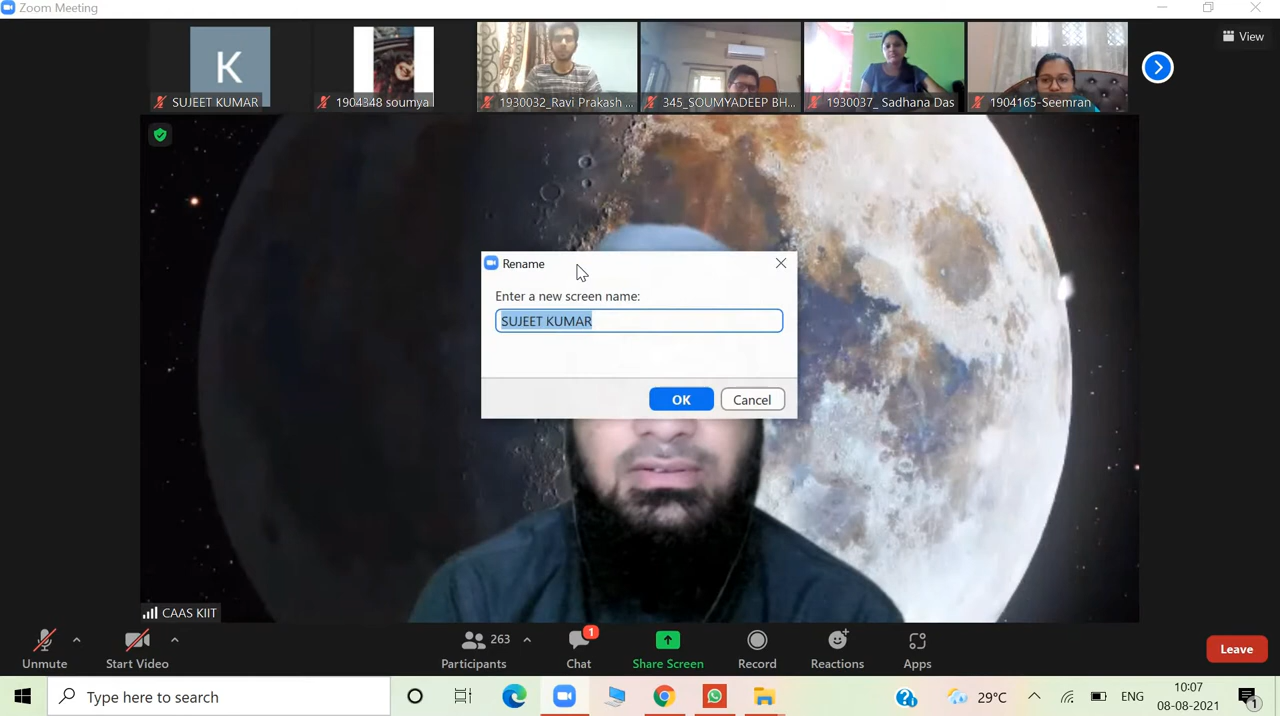 Zoom Meeting
View
K
SUJEET KUMAR
1904348 soumya
1930032_Ravi Prakash ...
345_SOUMYADEEP BH...
1930037_ Sadhana Das
1904165-Seemran
Rename
Enter a new screen name:
SUJEET KUMAR
OK
Cancel
CAAS KIIT
263
1
Unmute
Start Video
Participants
Chat
Share Screen
Record
Reactions
Apps
Leave
Type here to search
29°C
ENG
10:07
08-08-2021
1